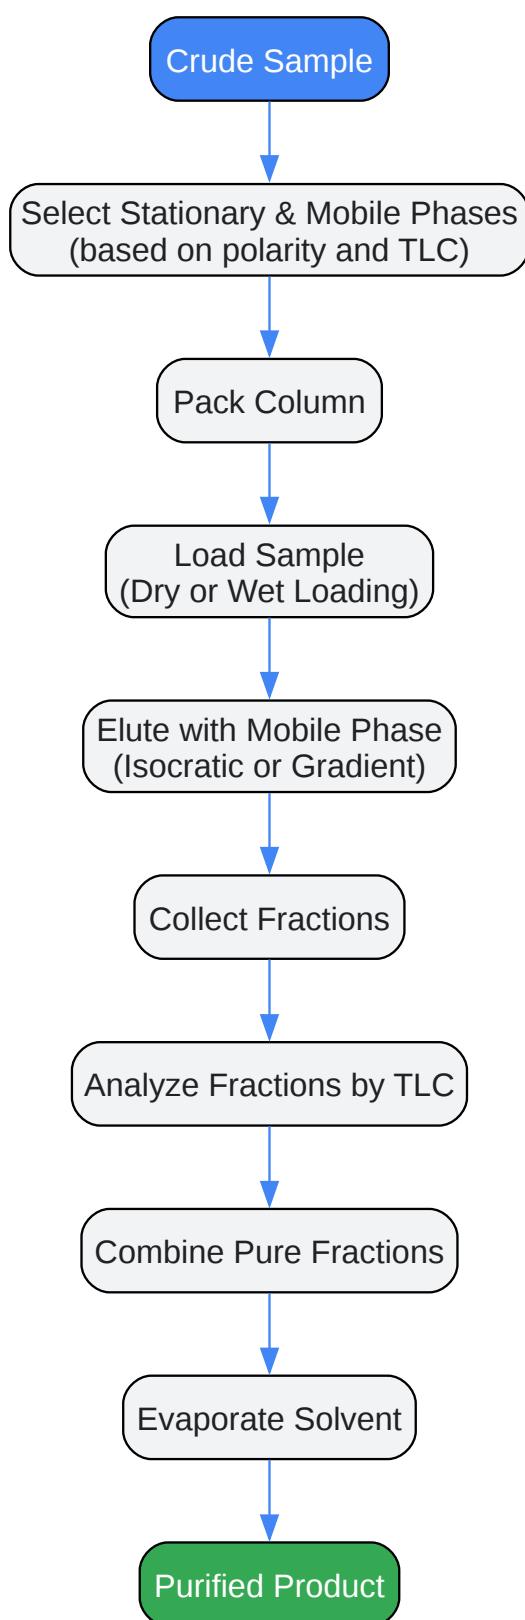 Crude Sample
Select Stationary & Mobile Phases
(based on polarity and TLC)
Pack Column
Load Sample
(Dry or Wet Loading)
Elute with Mobile Phase
(Isocratic or Gradient)
Collect Fractions
Analyze Fractions by TLC
Combine Pure Fractions
Evaporate Solvent
Purified Product